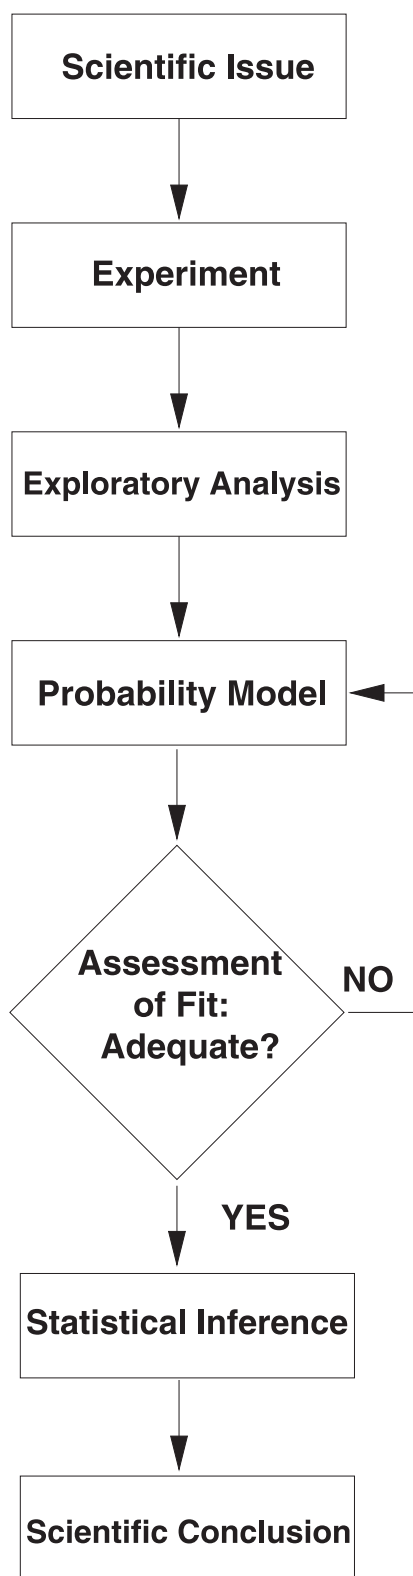 Scientific Issue
Experiment
Exploratory Analysis
Probability Model
Assessment
of Fit:
Adequate?
NO
YES
Statistical Inference
Scientific Conclusion